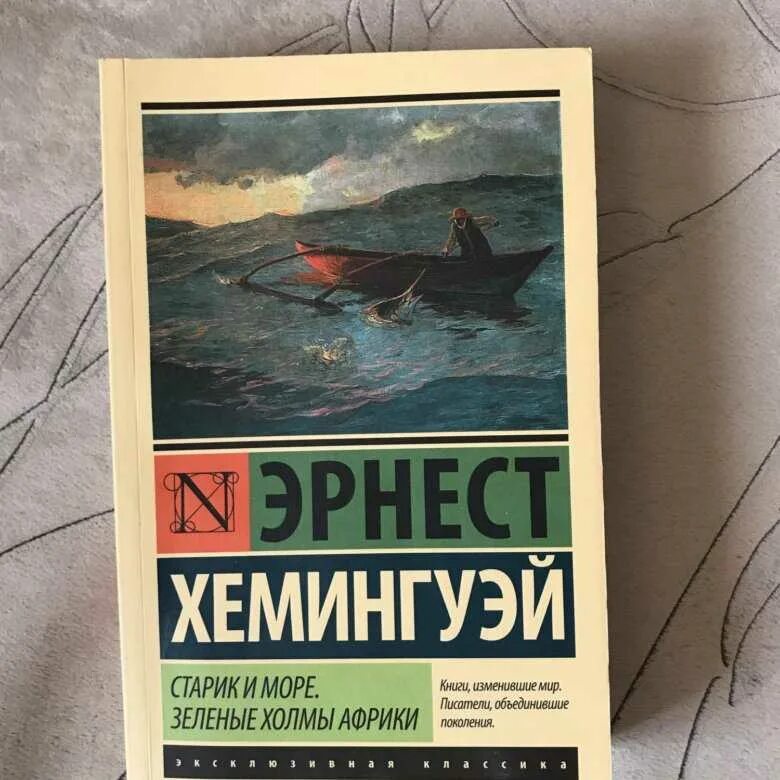 N
ЭРНЕСТ
ХЕМИНГУЭЙ
СТАРИК И МОРЕ.
ЗЕЛЕНЫЕ ХОЛМЫ АФРИКИ
Книги, изменившие мир.
Писатели, объединившие
поколения.
ЭКСКЛЮЗИВНАЯ КЛАССИКА